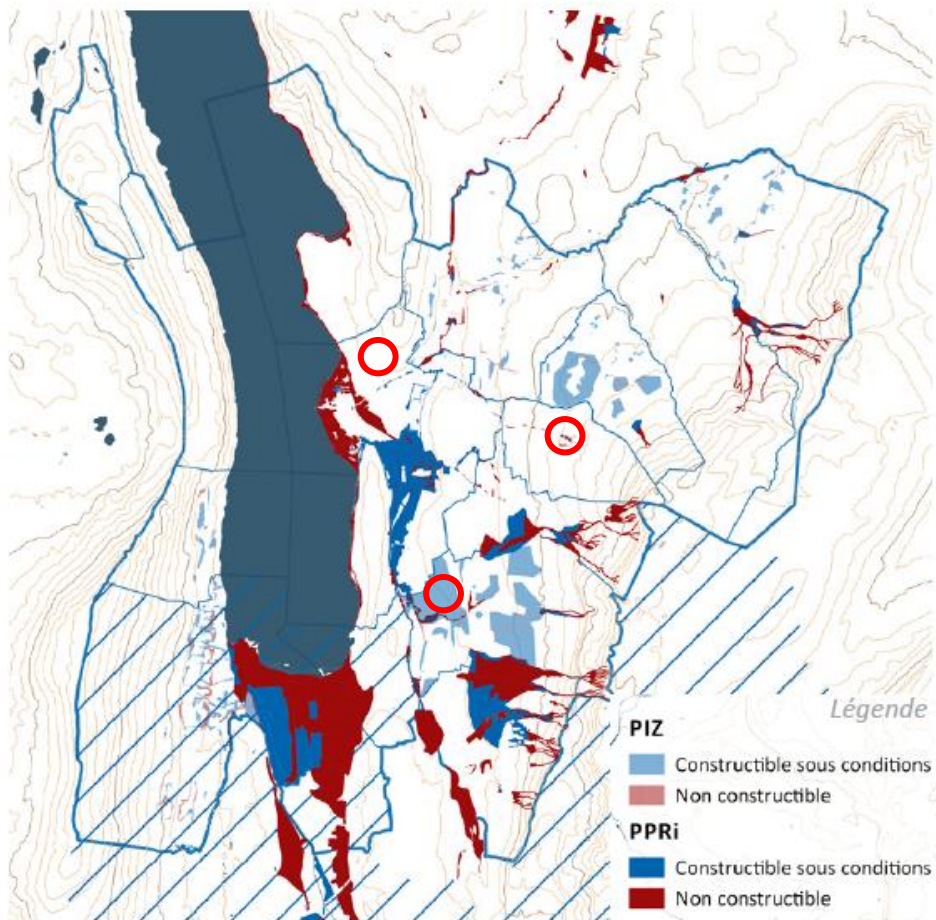 Légende
PIZ
Constructible sous conditions
Non constructible
PPRi
Constructible sous conditions
Non constructible